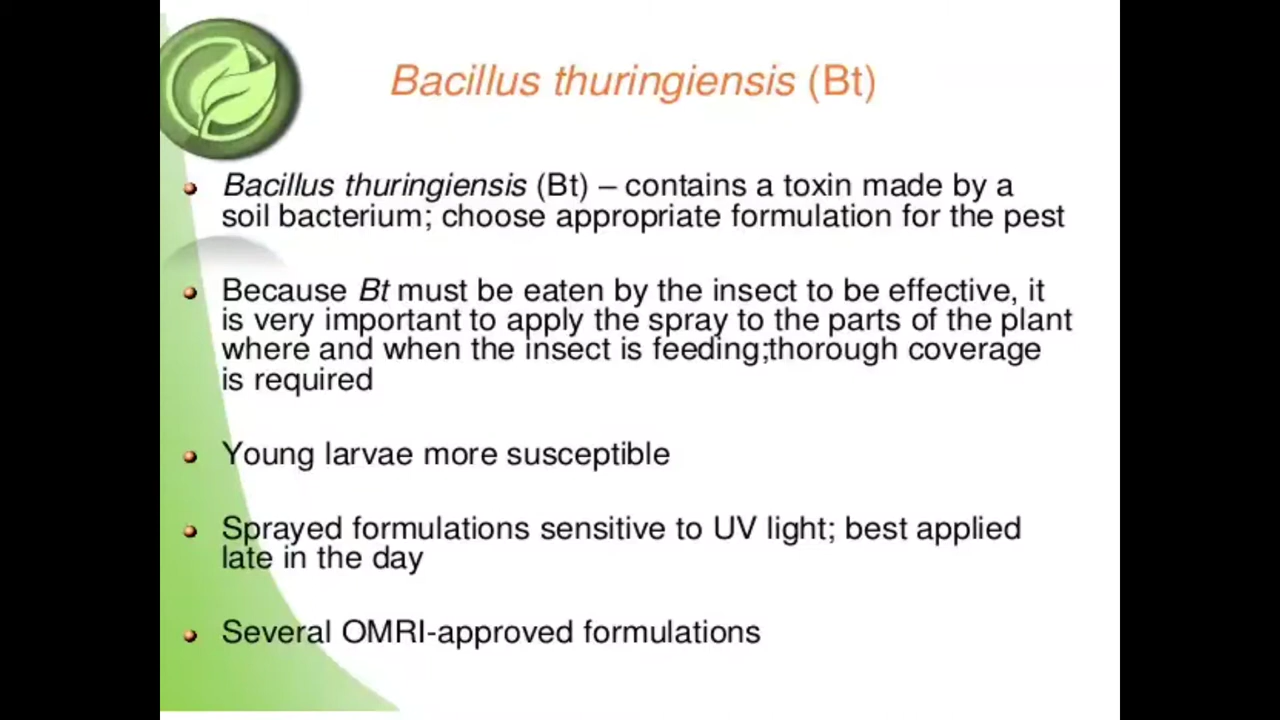 Bacillus thuringiensis (Bt)
Bacillus thuringiensis (Bt) – contains a toxin made by a
soil bacterium; choose appropriate formulation for the pest
Because Bt must be eaten by the insect to be effective, it
is very important to apply the spray to the parts of the plant
where and when the insect is feeding;thorough coverage
is required
Young larvae more susceptible
Sprayed formulations sensitive to UV light; best applied
late in the day
Several OMRI-approved formulations